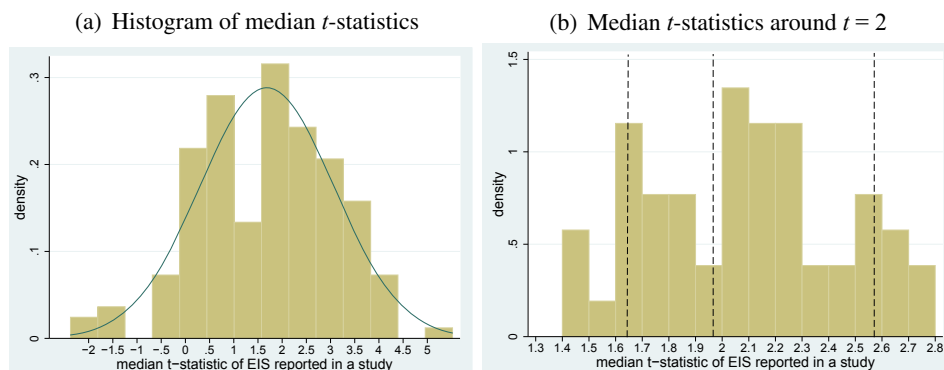 (a) Histogram of median t-statistics
.3
.2
.1
0
density
−2 −1.5 −1 −.5 0 .5 1 1.5 2 2.5 3 3.5 4 4.5 5
median t−statistic of EIS reported in a study
(b) Median t-statistics around t = 2
1.5
1
.5
0
density
1.3 1.4 1.5 1.6 1.7 1.8 1.9 2 2.1 2.2 2.3 2.4 2.5 2.6 2.7 2.8
median t−statistic of EIS reported in a study